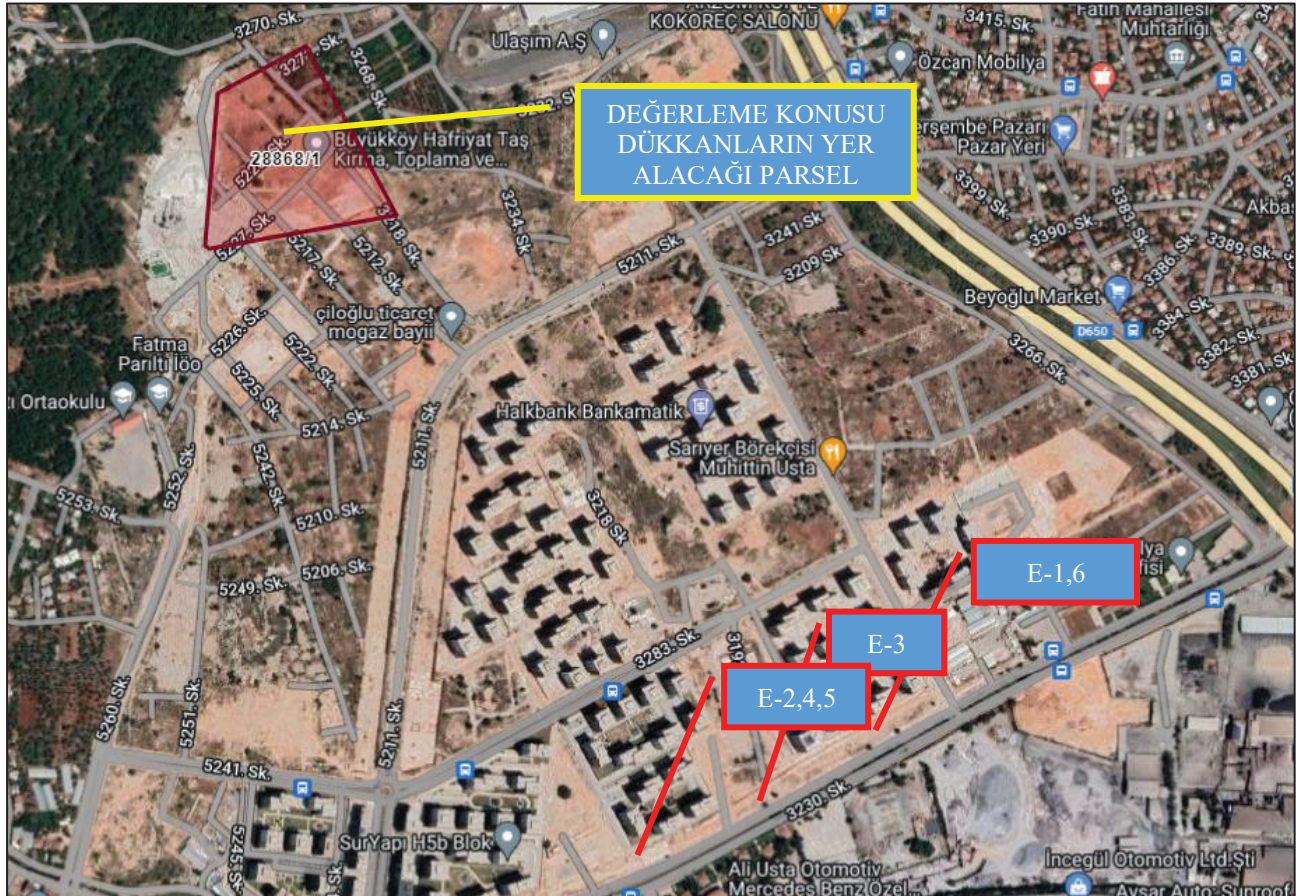 3270. Sk.
Ulaşım A.Ş
KOKOREÇ SALONU
3415. Sk.
Fatih Mahallesi
Muhtarlığı
3268. Sk.
Özcan Mobilya
DEĞERLEME KONUSU
DÜKKANLARIN YER
ALACAĞI PARSEL
Büyükköy Hafriyat Taş
Kırma, Toplama ve...
28868/1
erşembe Pazarı
Pazar Yeri
3399. Sk.
3383. Sk.
Akbaş
3234. Sk.
3218. Sk.
5217. Sk.
5212. Sk.
5211. Sk.
3241 Sk.
3209 Sk
3390. Sk.
3386. Sk.
3389. Sk.
Beyoğlu Market
D650
3384. Sk.
3382. Sk.
3381. Sk.
3266. Sk.
çiloğlu ticaret
mogaz bayii
5226. Sk.
5222. Sk.
5225. Sk.
Fatma
Parıltı İöo
ı Ortaokulu
5214. Sk.
5211. Sk.
Halkbank Bankamatik
Sarıyer Börekçisi
Muhittin Usta
5252. Sk.
5253. Sk.
5242. Sk.
5210. Sk.
3218 Sk
5249. Sk.
5206. Sk.
lya
fisi
E-1,6
E-3
E-2,4,5
3283. Sk.
319
5260. Sk.
5251. Sk.
5211. Sk.
5241. Sk.
3230. Sk.
5245. Sk.
SurYapı H5b Blok
Ali Usta Otomotiv
Mercedes Benz Özel...
İncegül Otomotiv Ltd.Şti
Avşar Auto Sunroof